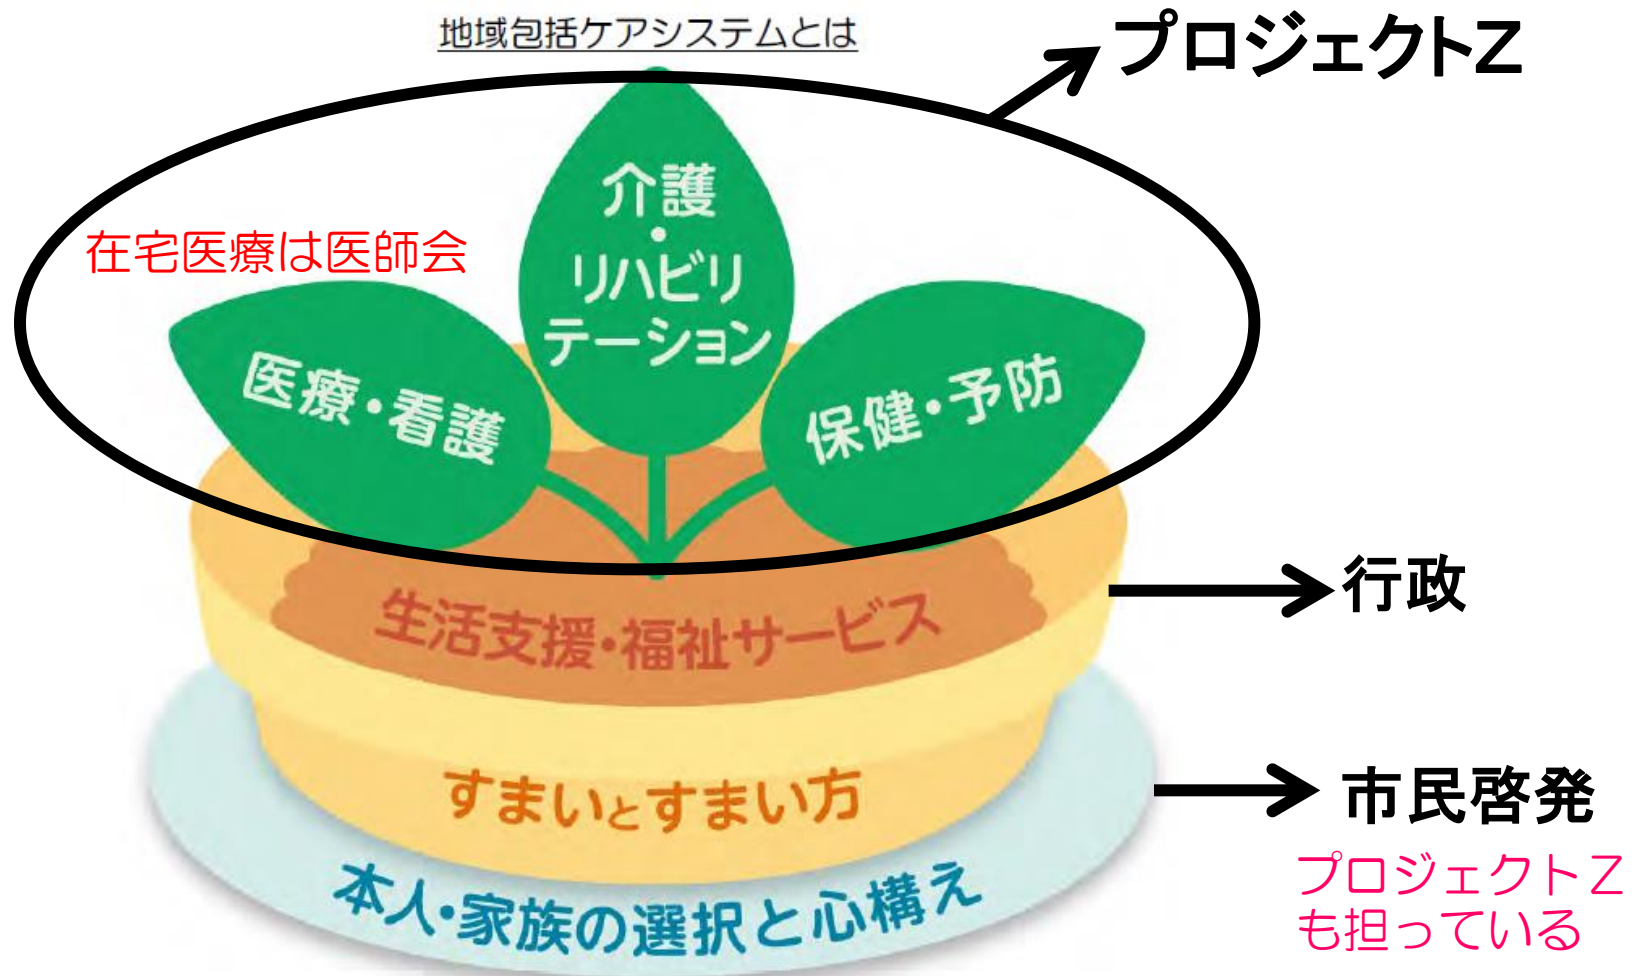 地域包括ケアシステムとは
プロジェクトZ
介護
・
リハビリ
テーション
在宅医療は医師会
医療・看護
保健・予防
生活支援・福祉サービス
行政
すまいとすまい方
市民啓発
本人・家族の選択と心構え
プロジェクトZ
も担っている